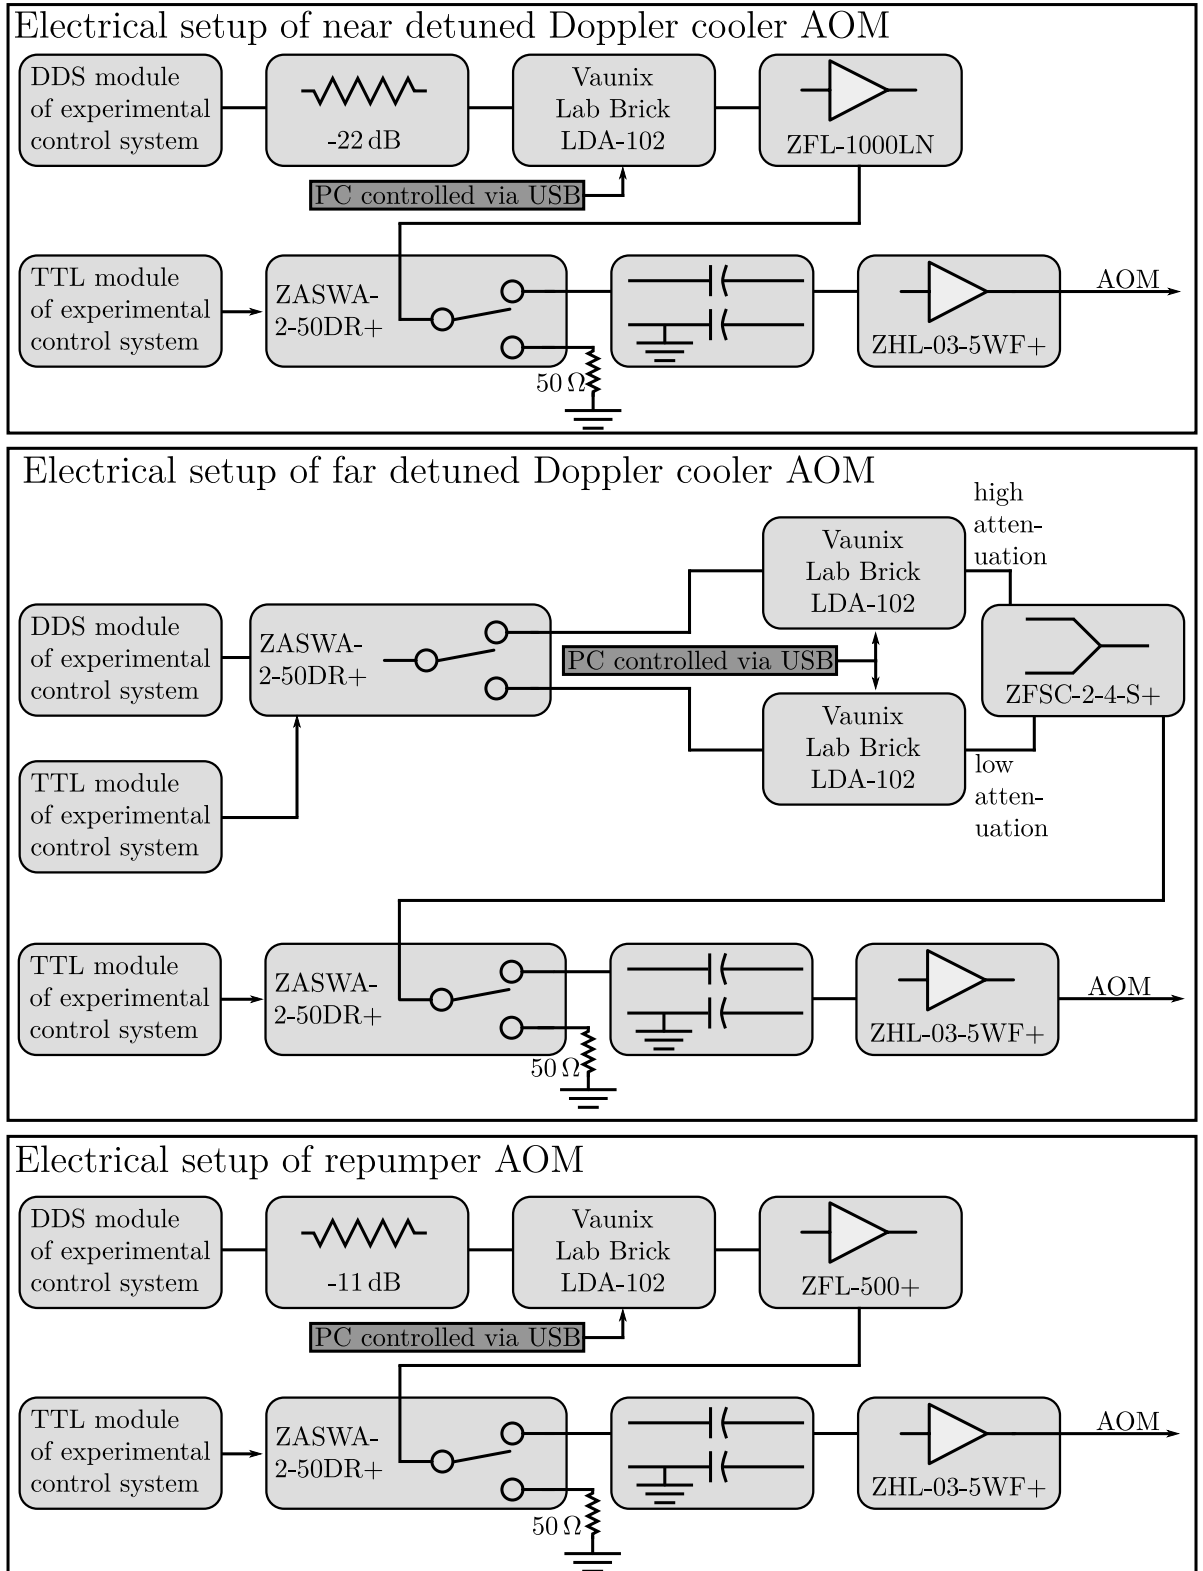 Electrical setup of near detuned Doppler cooler AOM
DDS module
of experimental
control system
-22 dB
Vaunix
Lab Brick
LDA-102
ZFL-1000LN
PC controlled via USB
TTL module
of experimental
control system
ZASWA-
2-50DR+
50 Ω
ZHL-03-5WF+
AOM
Electrical setup of far detuned Doppler cooler AOM
high
atten-
uation
Vaunix
Lab Brick
LDA-102
DDS module
of experimental
control system
ZASWA-
2-50DR+
PC controlled via USB
ZFSC-2-4-S+
Vaunix
Lab Brick
LDA-102
low
atten-
uation
TTL module
of experimental
control system
TTL module
of experimental
control system
ZASWA-
2-50DR+
50 Ω
ZHL-03-5WF+
AOM
Electrical setup of repumper AOM
DDS module
of experimental
control system
-11 dB
Vaunix
Lab Brick
LDA-102
ZFL-500+
PC controlled via USB
TTL module
of experimental
control system
ZASWA-
2-50DR+
50 Ω
ZHL-03-5WF+
AOM